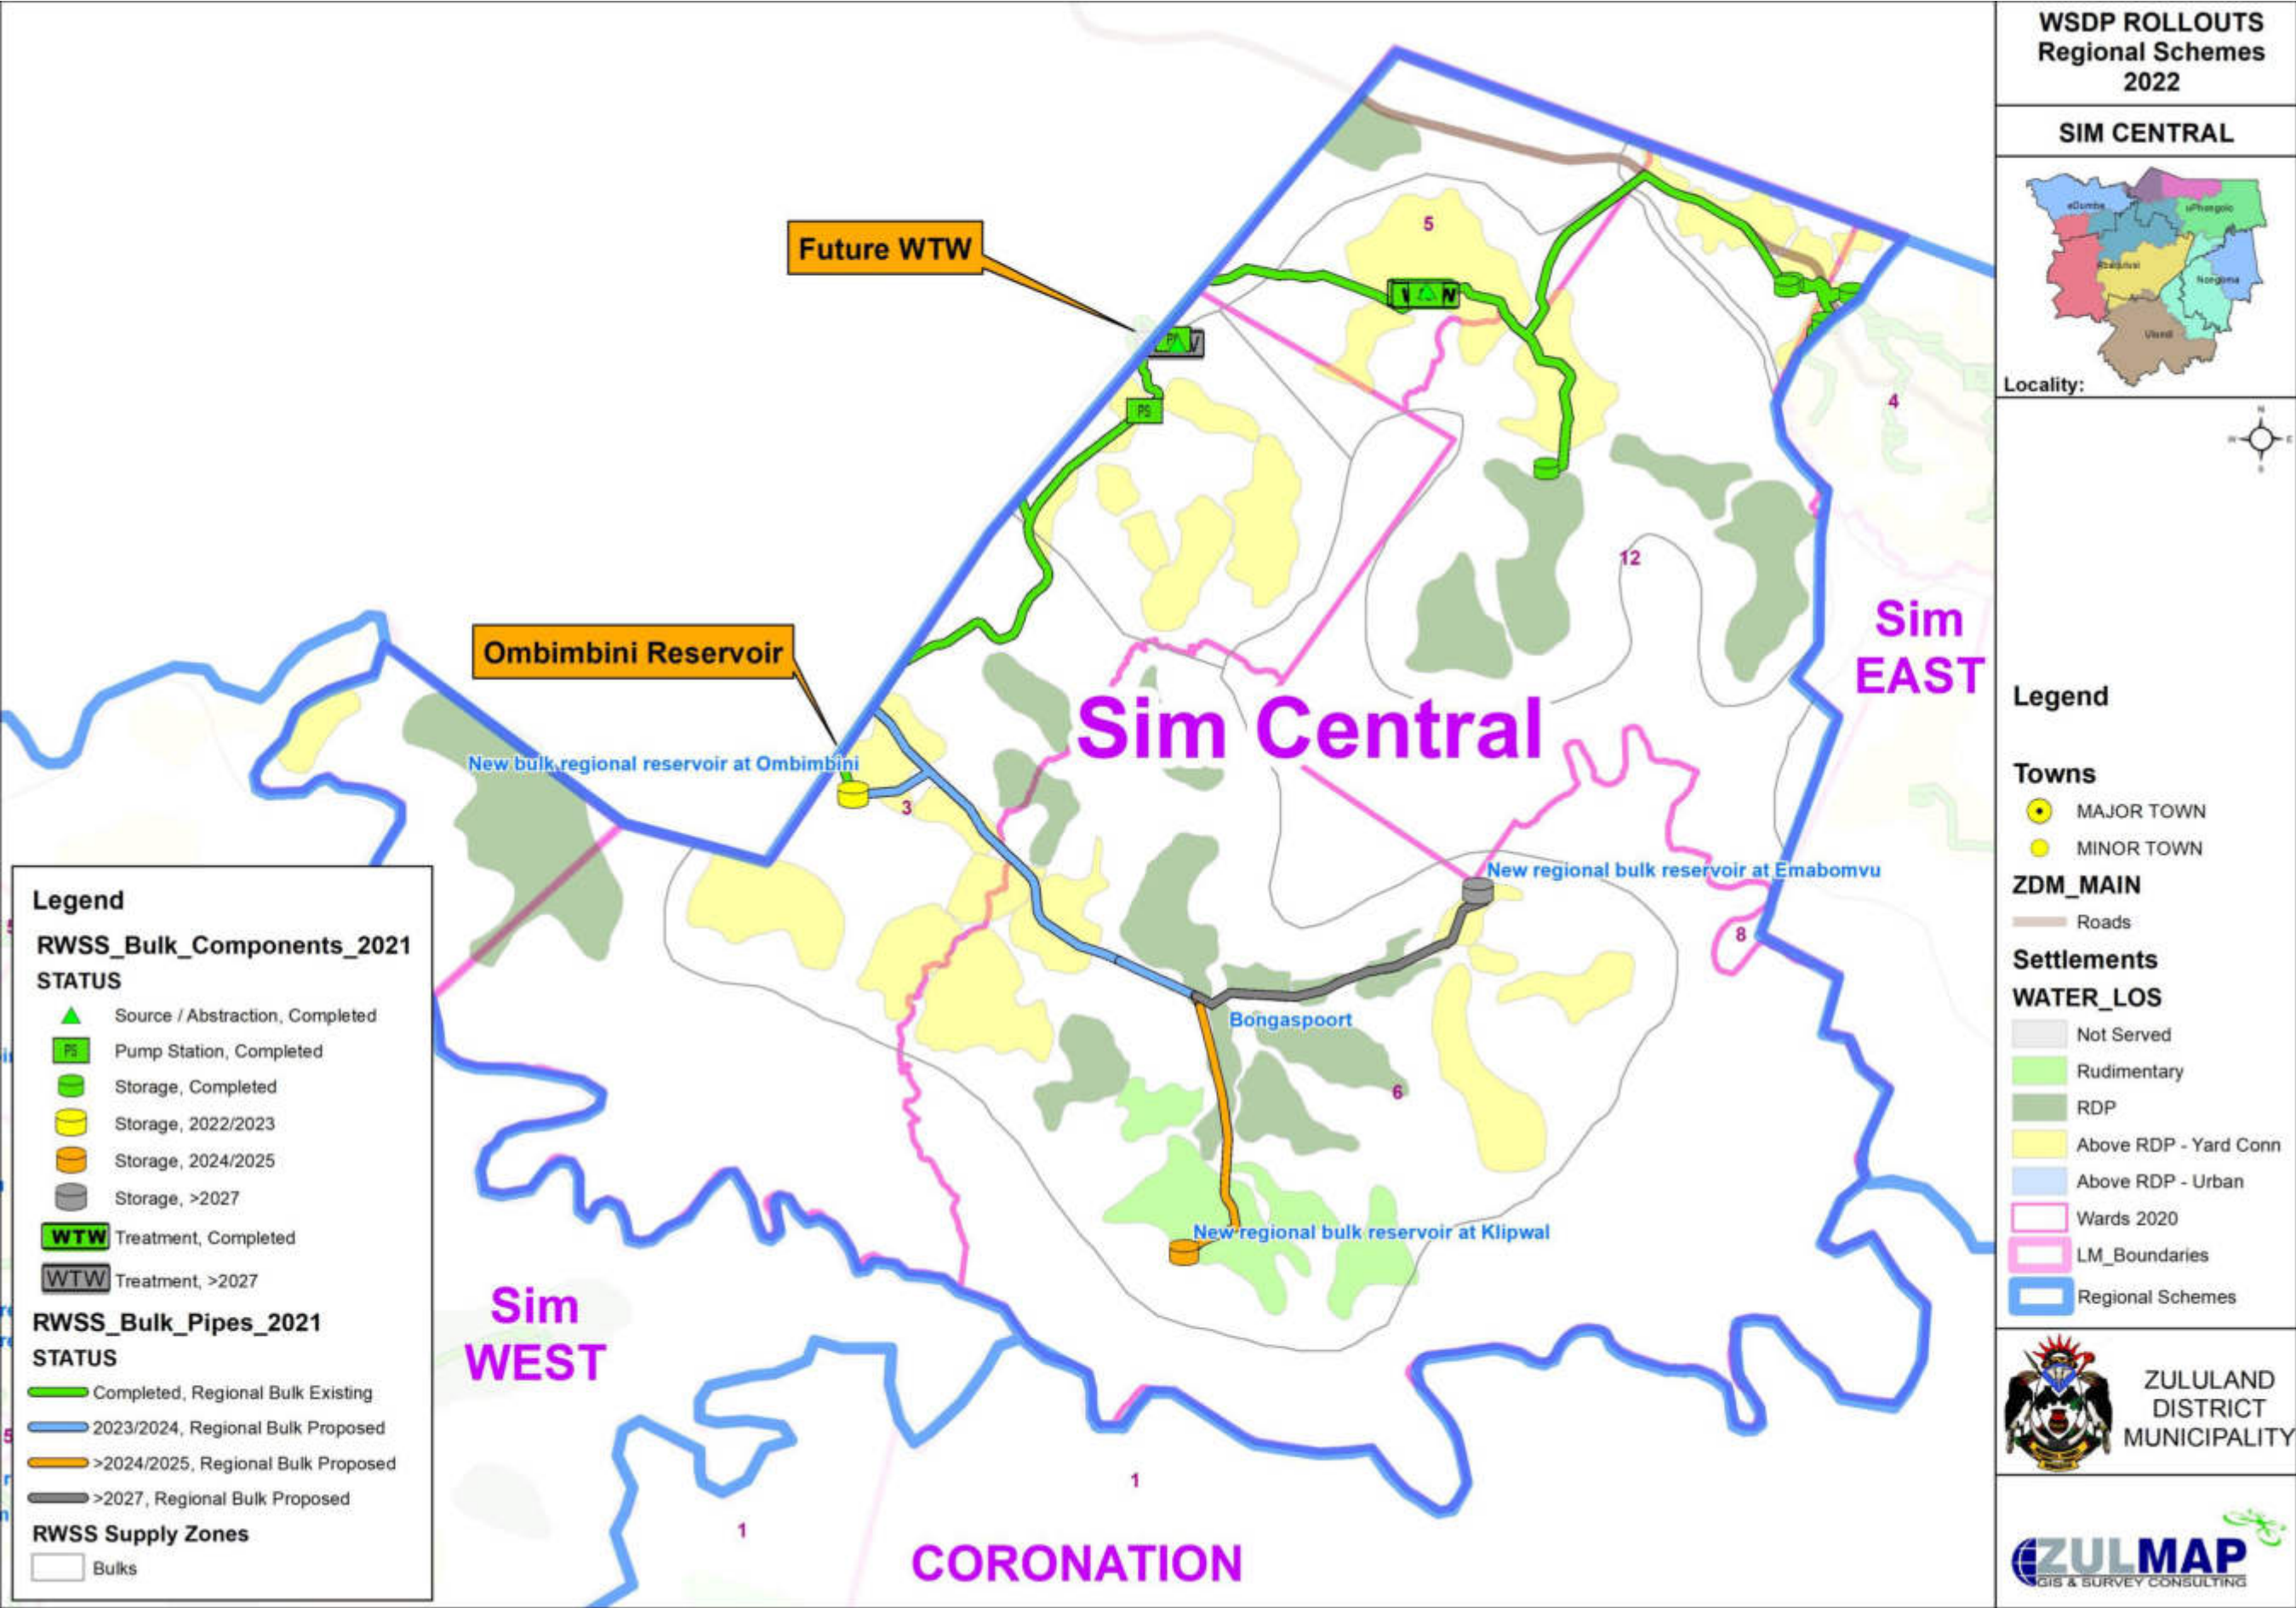 WSDP ROLLOUTS
Regional Schemes
2022
SIM CENTRAL
eDumbe
uPhongolo
Nongoma
Ulundi
Locality:
N
W
E
S
Future WTW
5
PS
4
12
Sim
EAST
Ombimbini Reservoir
Sim Central
New bulk regional reservoir at Ombimbini
3
New regional bulk reservoir at Emabomvu
8
Bongaspoort
6
New regional bulk reservoir at Klipwal
Sim
WEST
1
1
CORONATION
Legend
RWSS_Bulk_Components_2021
STATUS
Source / Abstraction, Completed
PS Pump Station, Completed
Storage, Completed
Storage, 2022/2023
Storage, 2024/2025
Storage, >2027
WTW Treatment, Completed
WTW Treatment, >2027
RWSS_Bulk_Pipes_2021
STATUS
Completed, Regional Bulk Existing
2023/2024, Regional Bulk Proposed
>2024/2025, Regional Bulk Proposed
>2027, Regional Bulk Proposed
RWSS Supply Zones
Bulks
Legend
Towns
MAJOR TOWN
MINOR TOWN
ZDM_MAIN
Roads
Settlements
WATER_LOS
Not Served
Rudimentary
RDP
Above RDP - Yard Conn
Above RDP - Urban
Wards 2020
LM_Boundaries
Regional Schemes
ZULULAND
DISTRICT
MUNICIPALITY
ZULMAP
GIS & SURVEY CONSULTING